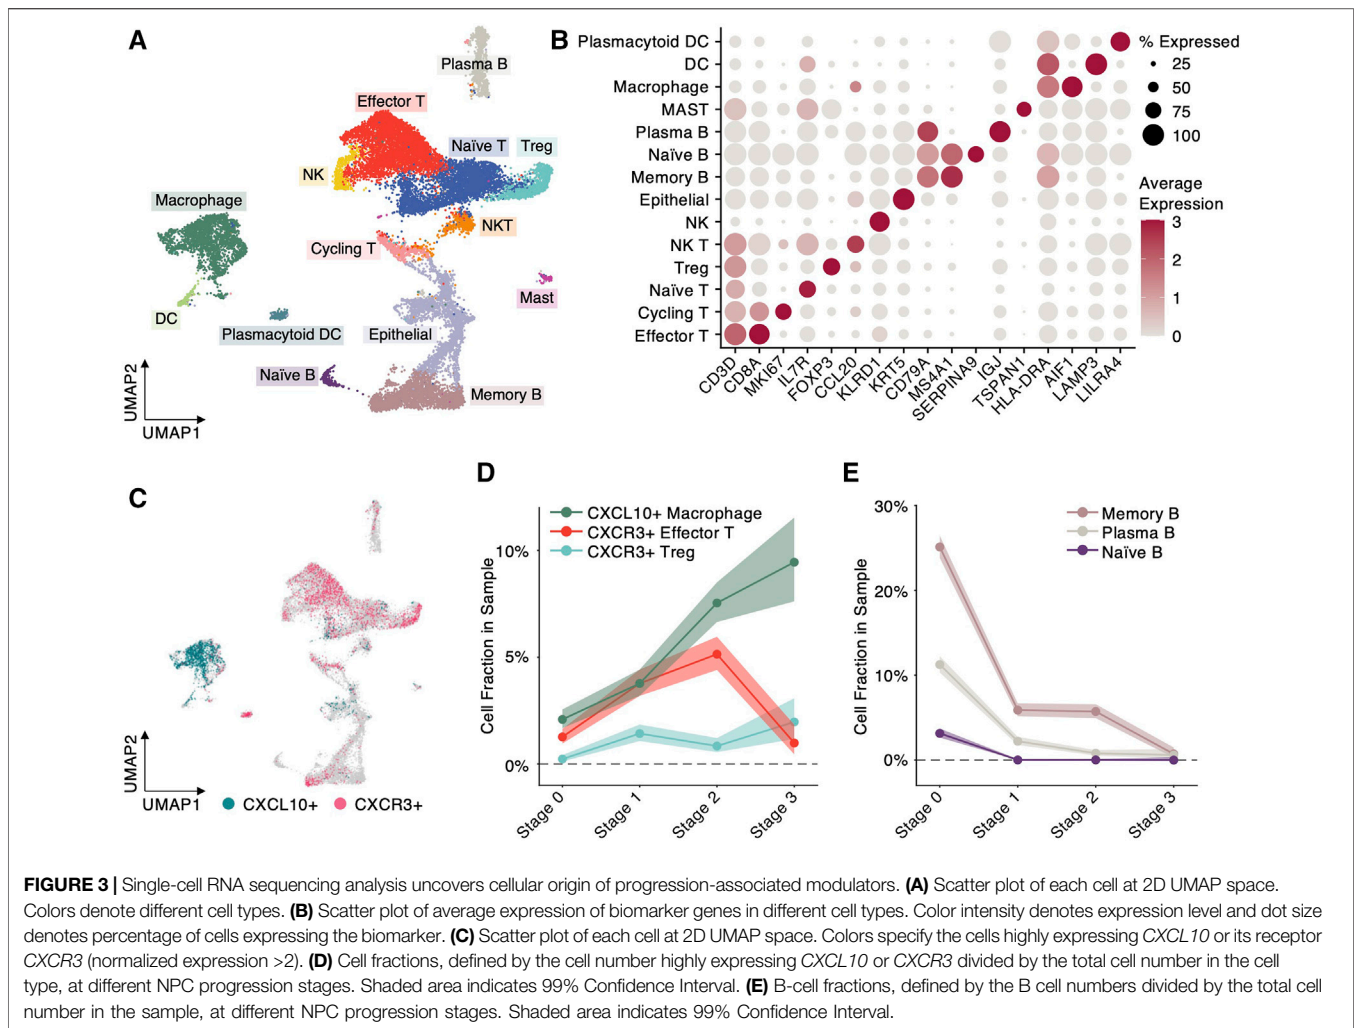 A
Plasma B
Effector T
Naïve T
Treg
NK
Macrophage
NKT
Cycling T
Mast
DC
Plasmacytoid DC
Epithelial
Naïve B
Memory B
UMAP2
UMAP1
B
Plasmacytoid DC
DC
Macrophage
MAST
Plasma B
Naïve B
Memory B
Epithelial
NK
NK T
Treg
Naïve T
Cycling T
Effector T
CD3D
CD8A
MKI67
IL7R
FOXP3
CCL20
KLRD1
KRT5
CD79A
MS4A1
SERPINA9
IGJ
TSPAN1
HLA-DRA
AIF1
LAMP3
LILRA4
% Expressed
25
50
75
100
Average
Expression
3
2
1
0
C
UMAP2
UMAP1
CXCL10+
CXCR3+
D
CXCL10+ Macrophage
CXCR3+ Effector T
CXCR3+ Treg
Cell Fraction in Sample
10%
5%
0%
Stage 0
Stage 1
Stage 2
Stage 3
E
Memory B
Plasma B
Naïve B
Cell Fraction in Sample
30%
20%
10%
0%
Stage 0
Stage 1
Stage 2
Stage 3
FIGURE 3 | Single-cell RNA sequencing analysis uncovers cellular origin of progression-associated modulators. (A) Scatter plot of each cell at 2D UMAP space.
Colors denote different cell types. (B) Scatter plot of average expression of biomarker genes in different cell types. Color intensity denotes expression level and dot size
denotes percentage of cells expressing the biomarker. (C) Scatter plot of each cell at 2D UMAP space. Colors specify the cells highly expressing CXCL10 or its receptor
CXCR3 (normalized expression >2). (D) Cell fractions, defined by the cell number highly expressing CXCL10 or CXCR3 divided by the total cell number in the cell
type, at different NPC progression stages. Shaded area indicates 99% Confidence Interval. (E) B-cell fractions, defined by the B cell numbers divided by the total cell
number in the sample, at different NPC progression stages. Shaded area indicates 99% Confidence Interval.